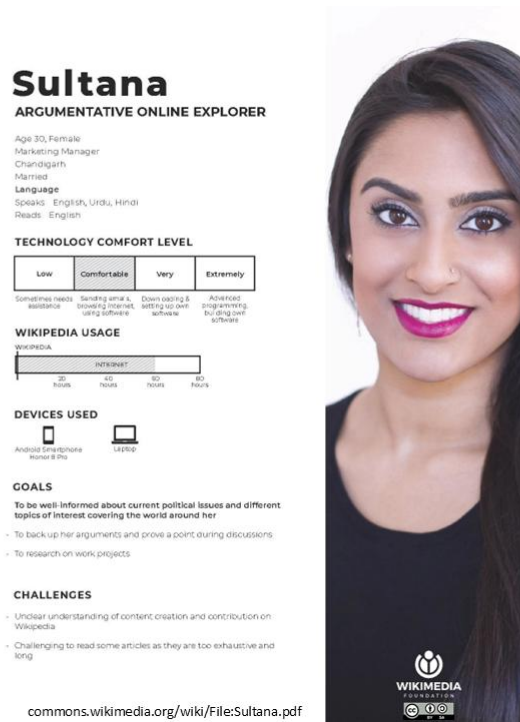 Sultana
ARGUMENTATIVE ONLINE EXPLORER
Age 30, Female
Marketing Manager
Chandigarh
Married
Language
Speaks English, Urdu, Hindi
Reads English
TECHNOLOGY COMFORT LEVEL
Low Comfortable Very Extremely
Sometimes needs assistance
Sending emails, browsing internet, using software
Downloading & setting up own software
Advanced programming, building own software
WIKIPEDIA USAGE
WIKIPEDIA
INTERNET
20 hours 40 hours 60 hours 80 hours
DEVICES USED
Android Smartphone
Honor 8 Pro
Laptop
GOALS
To be well-informed about current political issues and different
topics of interest covering the world around her
- To back up her arguments and prove a point during discussions
- To research on work projects
CHALLENGES
- Unclear understanding of content creation and contribution on
Wikipedia
- Challenging to read some articles as they are too exhaustive and
long
WIKIMEDIA
FOUNDATION
cc BY SA
commons.wikimedia.org/wiki/File:Sultana.pdf